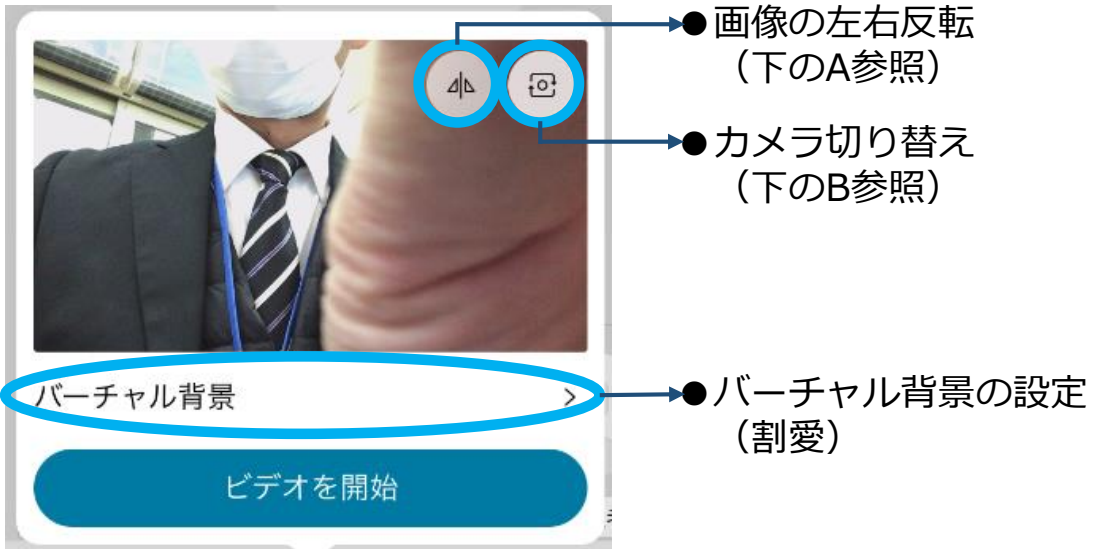 ●画像の左右反転
（下のA参照）
●カメラ切り替え
（下のB参照）
バーチャル背景
●バーチャル背景の設定
（割愛）
ビデオを開始